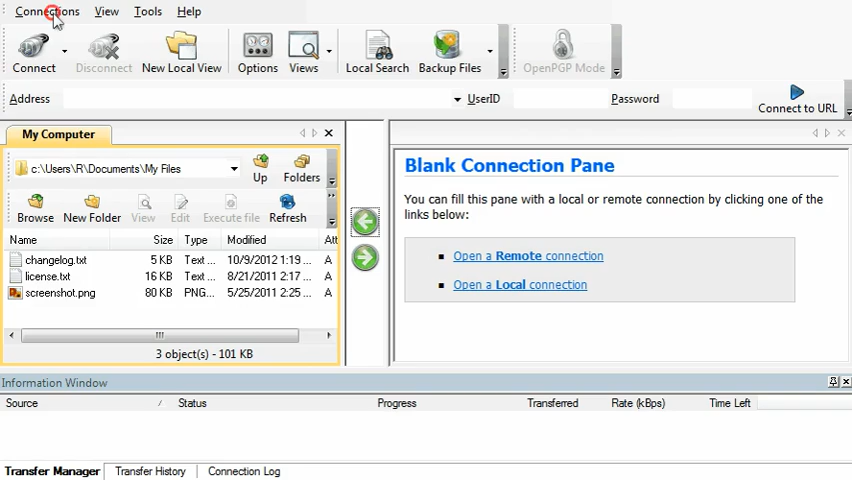 Connections View Tools Help
Connect Disconnect New Local View Options Views Local Search Backup Files OpenPGP Mode
Address UserID Password Connect to URL
My Computer
c:\Users\R\Documents\My Files Up Folders
Browse New Folder View Edit Execute file Refresh
Name Size Type Modified Att
changelog.txt 5 KB Text ... 10/9/2012 1:19 ... A
license.txt 16 KB Text ... 8/21/2011 2:17 ... A
screenshot.png 80 KB PNG... 5/25/2011 2:25 ... A
3 object(s) - 101 KB
Blank Connection Pane
You can fill this pane with a local or remote connection by clicking one of the
links below:
Open a Remote connection
Open a Local connection
Information Window
Source Status Progress Transferred Rate (kBps) Time Left
Transfer Manager Transfer History Connection Log